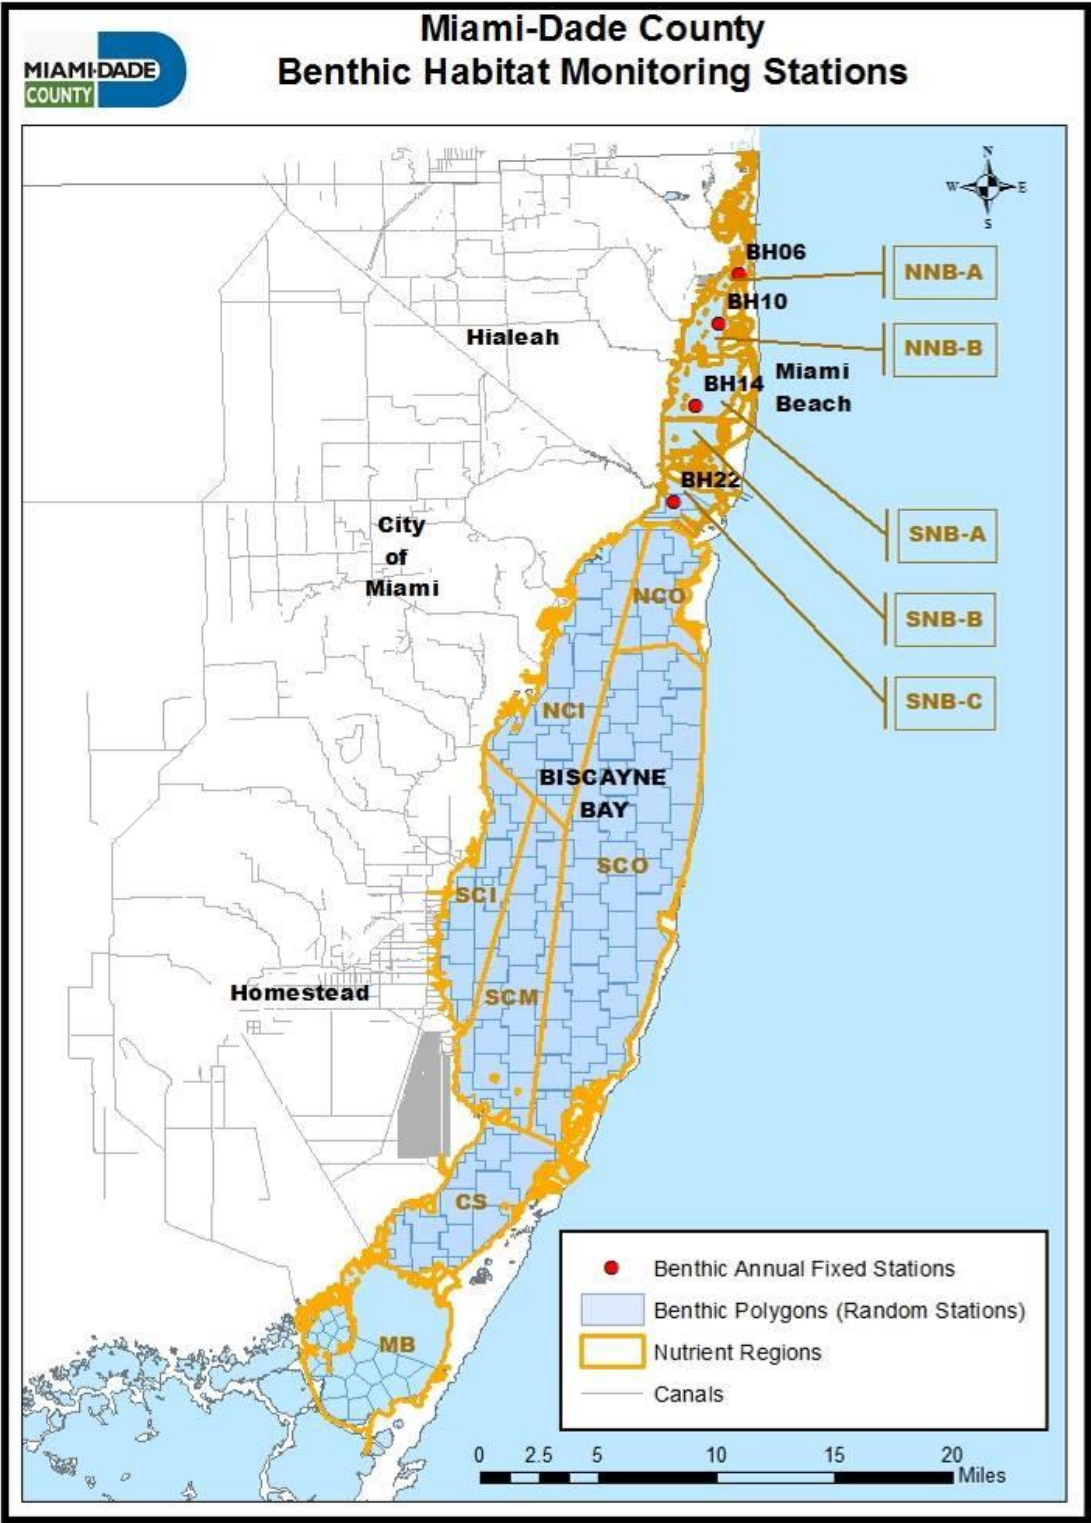 Miami-Dade County
Benthic Habitat Monitoring Stations
MIAMI-DADE
COUNTY
N
W
E
S
BH06
NNB-A
BH10
Hialeah
NNB-B
Miami
Beach
BH14
BH22
City
of
Miami
SNB-A
NCO
SNB-B
SNB-C
NCI
BISCAYNE
BAY
SCO
SCI
Homestead
SCM
CS
MB
Benthic Annual Fixed Stations
Benthic Polygons (Random Stations)
Nutrient Regions
Canals
0 2.5 5 10 15 20
Miles